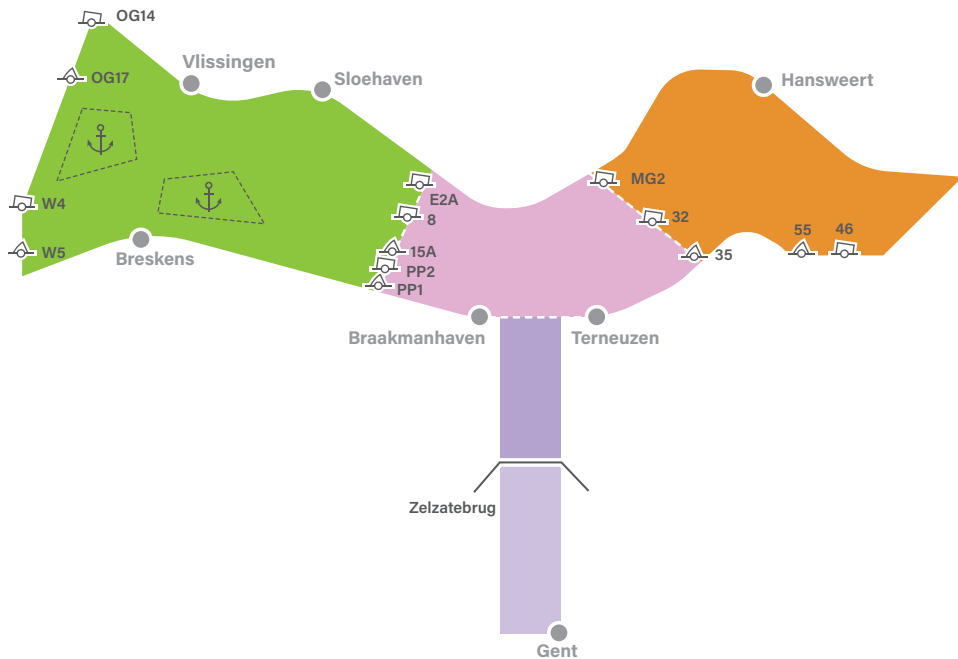 OG14
Vlissingen
OG17
Sloehaven
Hansweert
W4
E2A
MG2
8
32
W5
Breskens
15A
PP2
PP1
35
55
46
Braakmanhaven
Terneuzen
Zelzatebrug
Gent